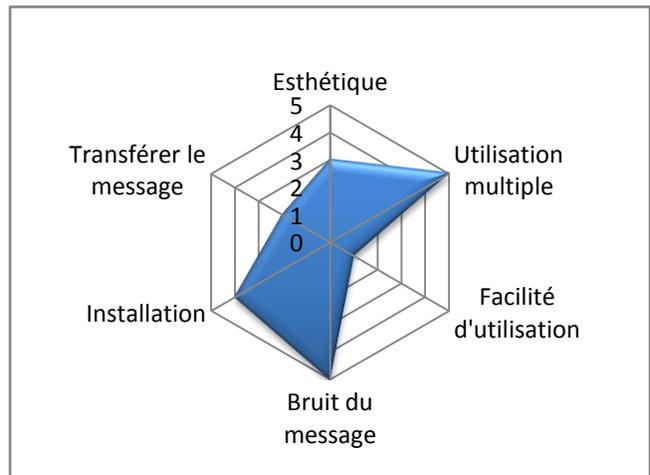 Esthétique
5
4
3
2
1
0
Utilisation
multiple
Facilité
d'utilisation
Bruit du
message
Installation
Transférer le
message